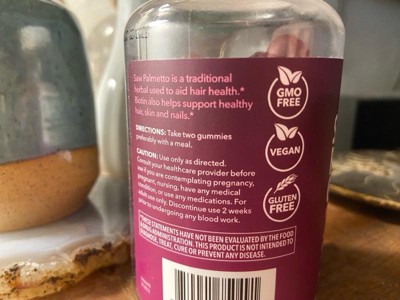 Saw Palmetto is a traditional
herbal used to aid hair health.*
Biotin also helps support healthy
hair, skin and nails.*
DIRECTIONS: Take two gummies
preferably with a meal.
CAUTION: Use only as directed.
Consult your healthcare provider before
use if you are contemplating pregnancy,
pregnant, nursing, have any medical
condition, or use any medications. For
adult use only. Discontinue use 2 weeks
prior to undergoing any blood work.
*THESE STATEMENTS HAVE NOT BEEN EVALUATED BY THE FOOD
& DRUG ADMINISTRATION. THIS PRODUCT IS NOT INTENDED TO
DIAGNOSE, TREAT, CURE OR PREVENT ANY DISEASE.
GMO
FREE
VEGAN
GLUTEN
FREE